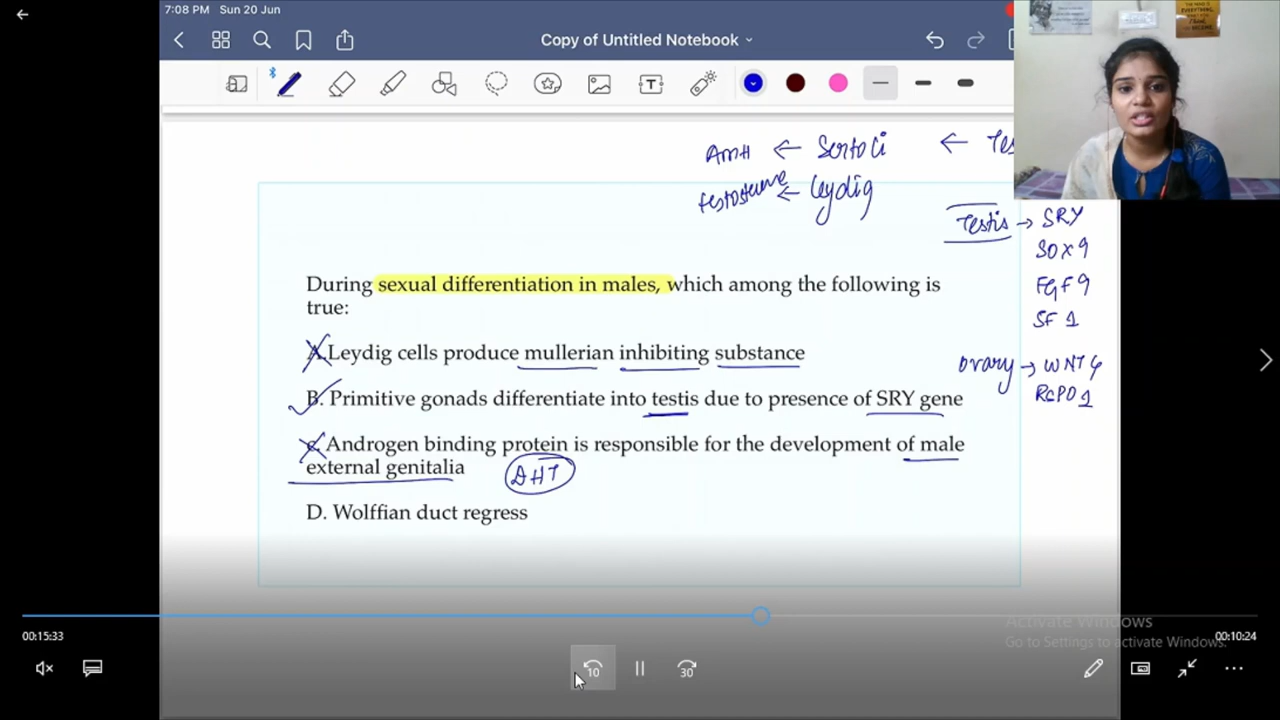 7:08 PM Sun 20 Jun
Copy of Untitled Notebook
AMH ← Sertoli ← Tes
testosterone ← leydig
Testis → SRY
SOX9
FGF9
SF 1
During sexual differentiation in males, which among the following is
true:
A. Leydig cells produce mullerian inhibiting substance
B. Primitive gonads differentiate into testis due to presence of SRY gene
C. Androgen binding protein is responsible for the development of male
external genitalia
DHT
D. Wolffian duct regress
Ovary → WNT4
RSPO1
Activate Windows
Go to Settings to activate Windows.
00:15:33
00:10:24
10
30